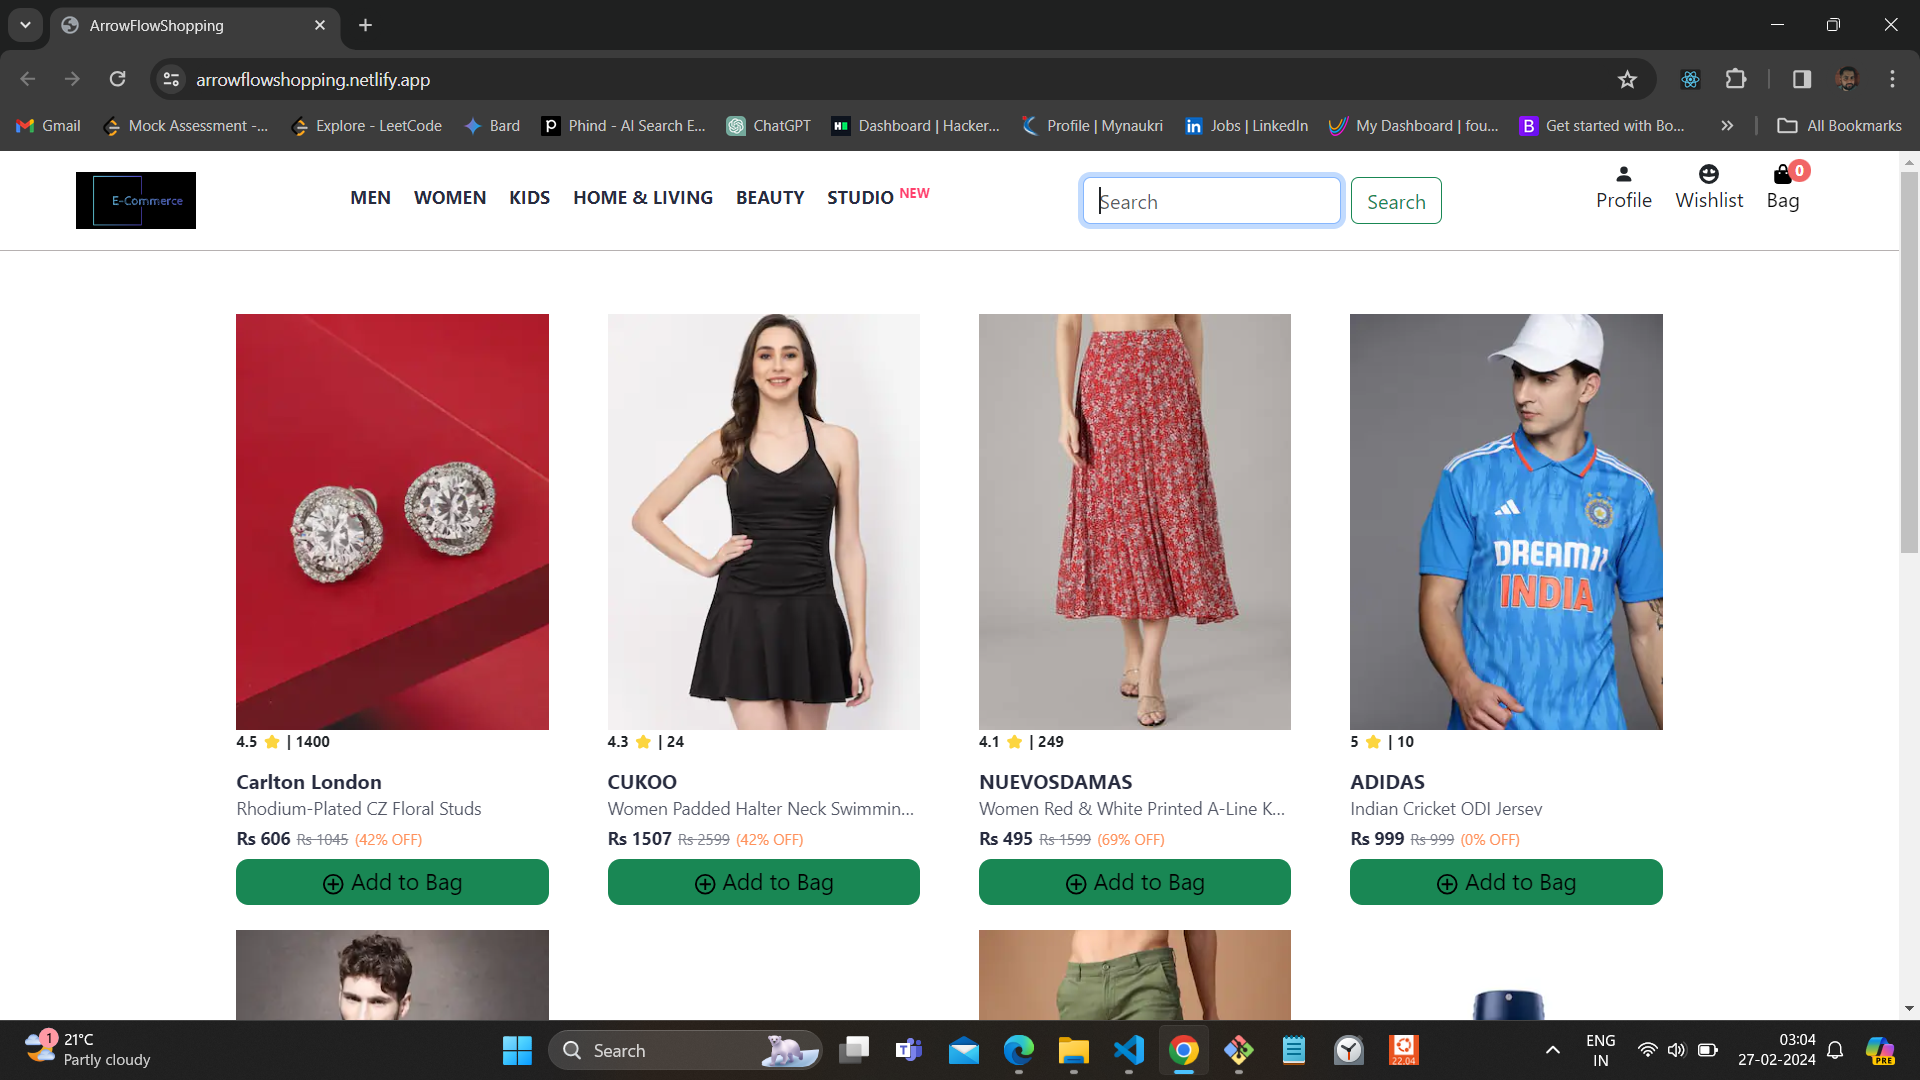 ArrowFlowShopping
arrowflowshopping.netlify.app
Gmail
Mock Assessment -...
Explore - LeetCode
Bard
Phind - AI Search E...
ChatGPT
Dashboard | Hacker...
Profile | Mynaukri
Jobs | LinkedIn
My Dashboard | fou...
Get started with Bo...
All Bookmarks
E-Commerce
MEN
WOMEN
KIDS
HOME & LIVING
BEAUTY
STUDIO NEW
Search
Search
Profile
Wishlist
0
Bag
DREAM11
INDIA
4.5 ⭐ | 1400
Carlton London
Rhodium-Plated CZ Floral Studs
Rs 606 Rs 1045 (42% OFF)
Add to Bag
4.3 ⭐ | 24
CUKOO
Women Padded Halter Neck Swimmin...
Rs 1507 Rs 2599 (42% OFF)
Add to Bag
4.1 ⭐ | 249
NUEVOSDAMAS
Women Red & White Printed A-Line K...
Rs 495 Rs 1599 (69% OFF)
Add to Bag
5 ⭐ | 10
ADIDAS
Indian Cricket ODI Jersey
Rs 999 Rs 999 (0% OFF)
Add to Bag
1
21°C
Partly cloudy
Search
22.04
ENG
IN
03:04
27-02-2024
PRE